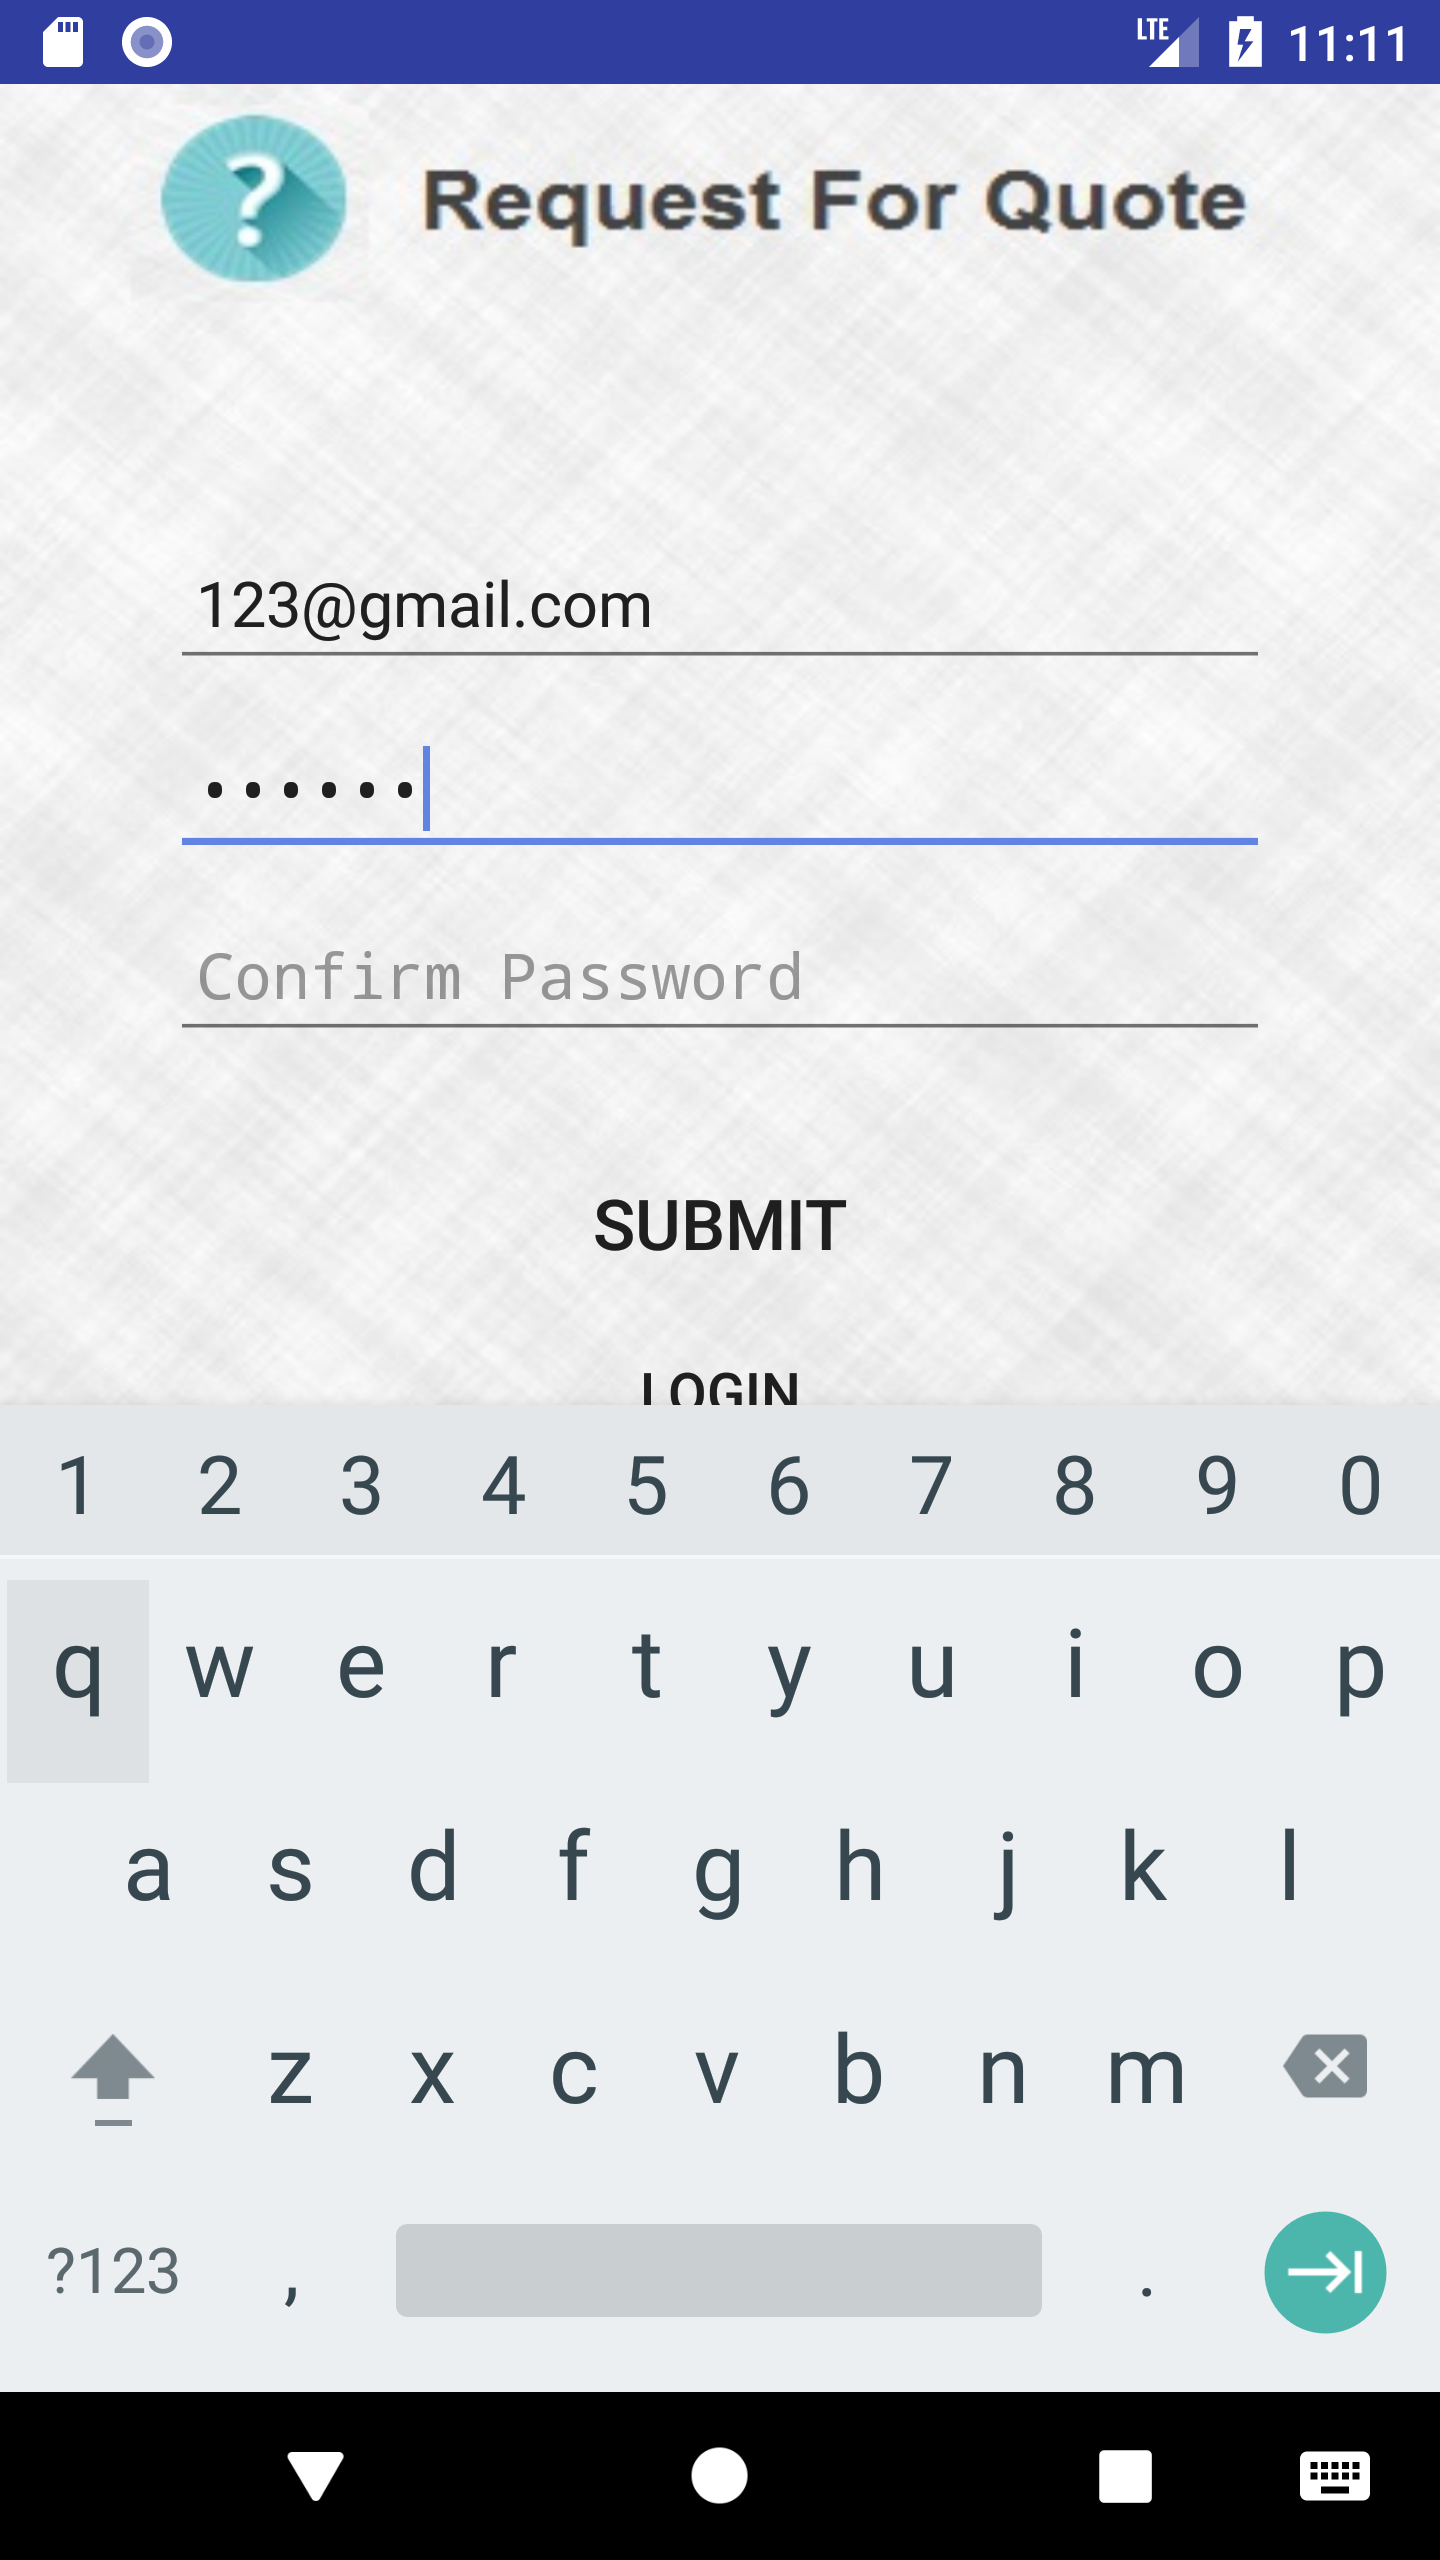 LTE 11:11
? Request For Quote
123@gmail.com
••••••
Confirm Password
SUBMIT
LOGIN
1 2 3 4 5 6 7 8 9 0
q w e r t y u i o p
a s d f g h j k l
z x c v b n m
?123 , .